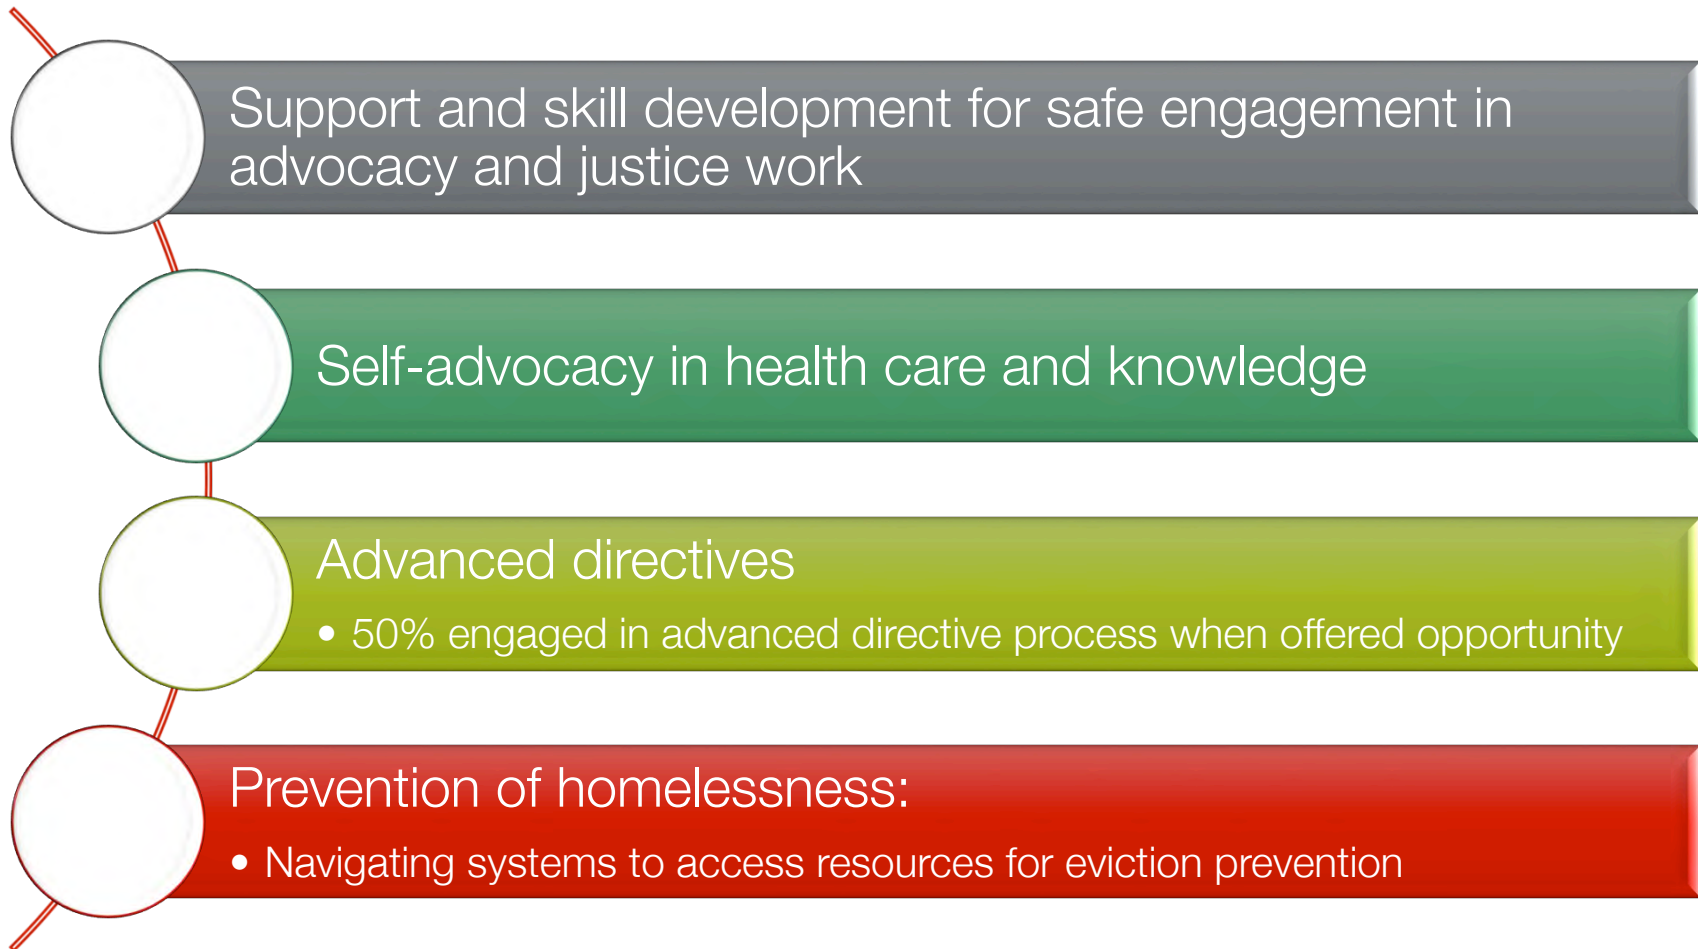 Support and skill development for safe engagement in
advocacy and justice work
Self-advocacy in health care and knowledge
Advanced directives
• 50% engaged in advanced directive process when offered opportunity
Prevention of homelessness:
• Navigating systems to access resources for eviction prevention